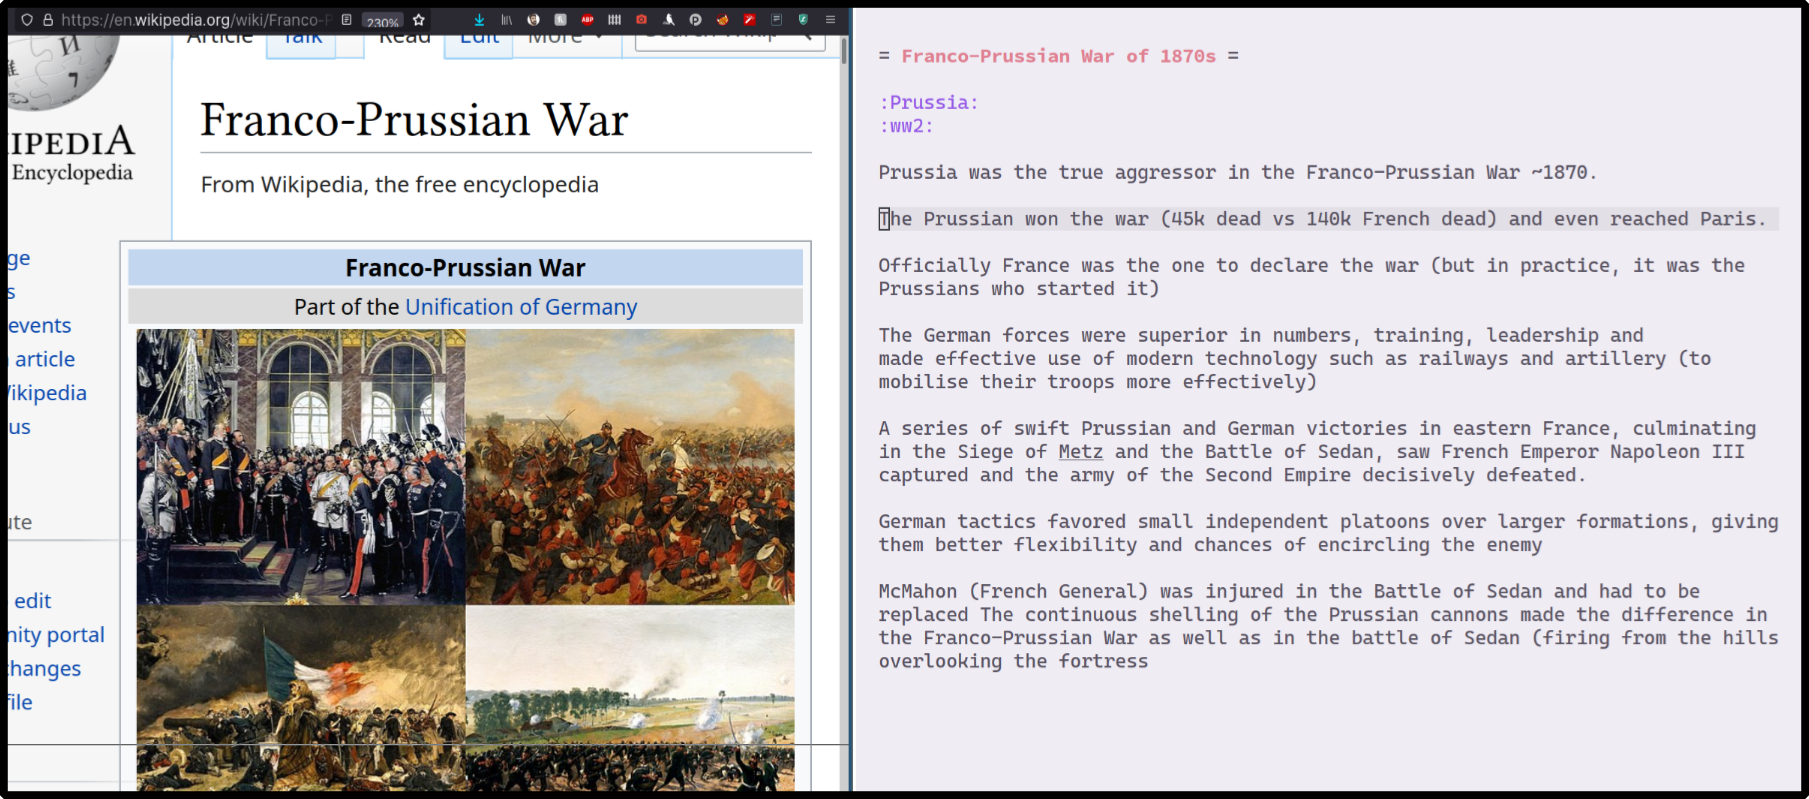 https://en.wikipedia.org/wiki/Franco-P
230%
ABP
Article Talk Read Edit More
IPEDIA
Encyclopedia
Franco-Prussian War
From Wikipedia, the free encyclopedia
ge
s
events
article
Wikipedia
us
ute
edit
nity portal
changes
file
Franco-Prussian War
Part of the Unification of Germany
= Franco-Prussian War of 1870s =
:Prussia:
:ww2:
Prussia was the true aggressor in the Franco-Prussian War ~1870.
The Prussian won the war (45k dead vs 140k French dead) and even reached Paris.
Officially France was the one to declare the war (but in practice, it was the
Prussians who started it)
The German forces were superior in numbers, training, leadership and
made effective use of modern technology such as railways and artillery (to
mobilise their troops more effectively)
A series of swift Prussian and German victories in eastern France, culminating
in the Siege of Metz and the Battle of Sedan, saw French Emperor Napoleon III
captured and the army of the Second Empire decisively defeated.
German tactics favored small independent platoons over larger formations, giving
them better flexibility and chances of encircling the enemy
McMahon (French General) was injured in the Battle of Sedan and had to be
replaced The continuous shelling of the Prussian cannons made the difference in
the Franco-Prussian War as well as in the battle of Sedan (firing from the hills
overlooking the fortress